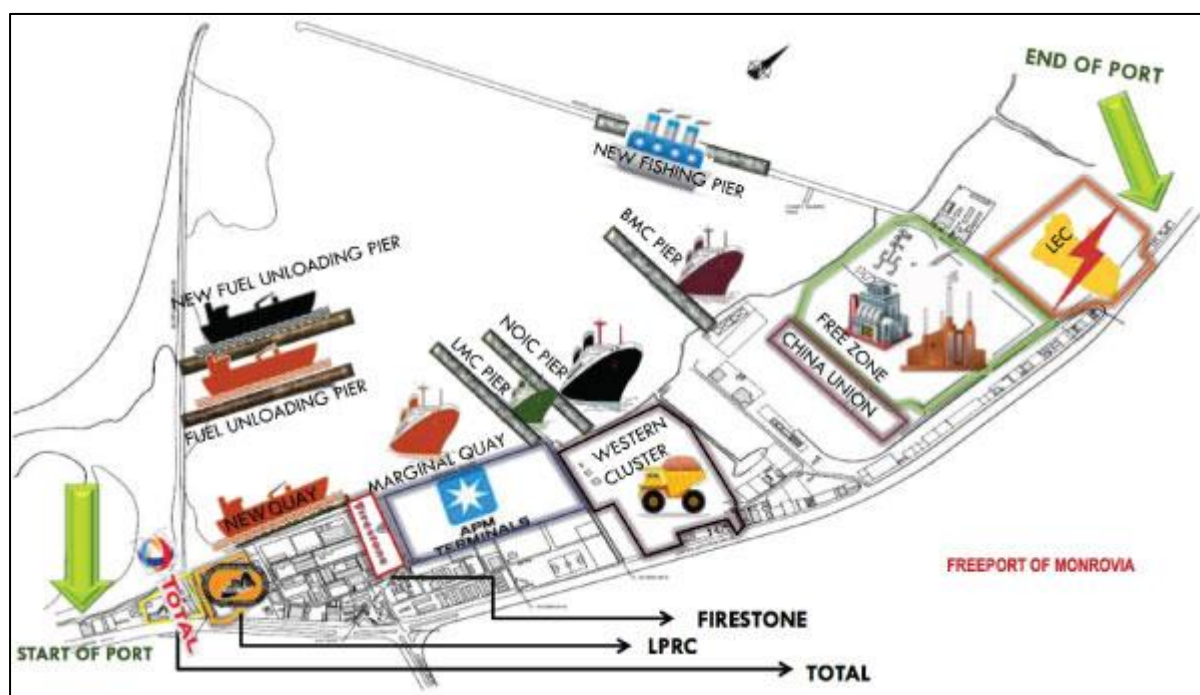 END OF PORT
NEW FISHING PIER
BMC PIER
LEC
NEW FUEL UNLOADING PIER
NOIC PIER
FREE ZONE
LMC PIER
CHINA UNION
FUEL UNLOADING PIER
MARGINAL QUAY
WESTERN
CLUSTER
NEW QUAY
Firestone
APM TERMINALS
TOTAL
FREEPORT OF MONROVIA
FIRESTONE
START OF PORT
LPRC
TOTAL